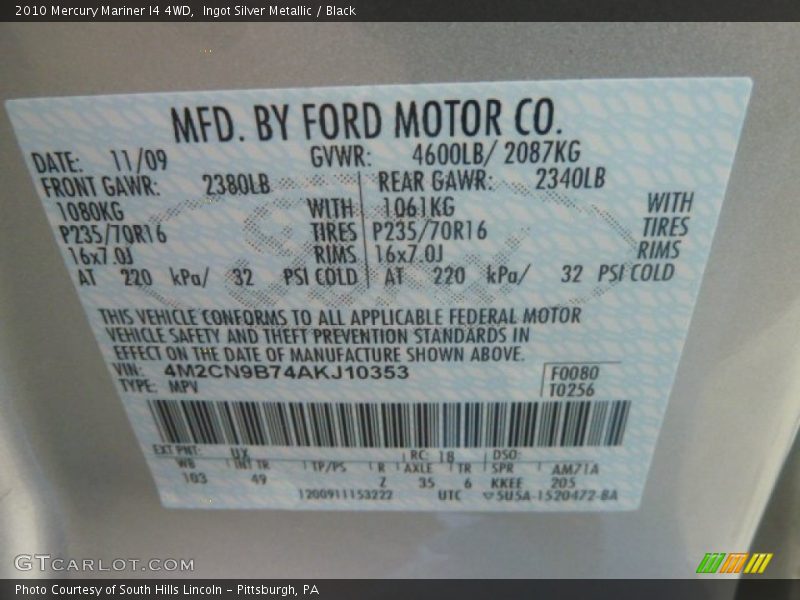 2010 Mercury Mariner I4 4WD, Ingot Silver Metallic / Black
MFD. BY FORD MOTOR CO.
DATE: 11/09 GVWR: 4600LB/ 2087KG
FRONT GAWR: 2380LB REAR GAWR: 2340LB
1080KG WITH 1061KG WITH
P235/70R16 TIRES P235/70R16 TIRES
16x7.0J RIMS 16x7.0J RIMS
AT 220 kPa/ 32 PSI COLD AT 220 kPa/ 32 PSI COLD
THIS VEHICLE CONFORMS TO ALL APPLICABLE FEDERAL MOTOR
VEHICLE SAFETY AND THEFT PREVENTION STANDARDS IN
EFFECT ON THE DATE OF MANUFACTURE SHOWN ABOVE.
VIN: 4M2CN9B74AKJ10353 F0080
TYPE: MPV T0256
EXT PNT: UX RC: 18 DSO:
WB INT TR TP/PS R AXLE TR SPR AM71A
103 49 Z 35 6 KKEE 205
1200911153222 UTC ▽5U5A-1520472-BA
GTCARLOT.COM
Photo Courtesy of South Hills Lincoln - Pittsburgh, PA